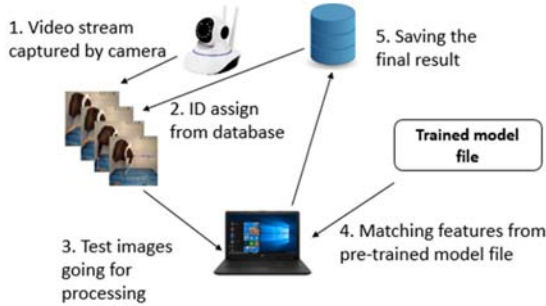 1. Video stream
captured by camera
5. Saving the
final result
2. ID assign
from database
Trained model
file
3. Test images
going for
processing
4. Matching features from
pre-trained model file